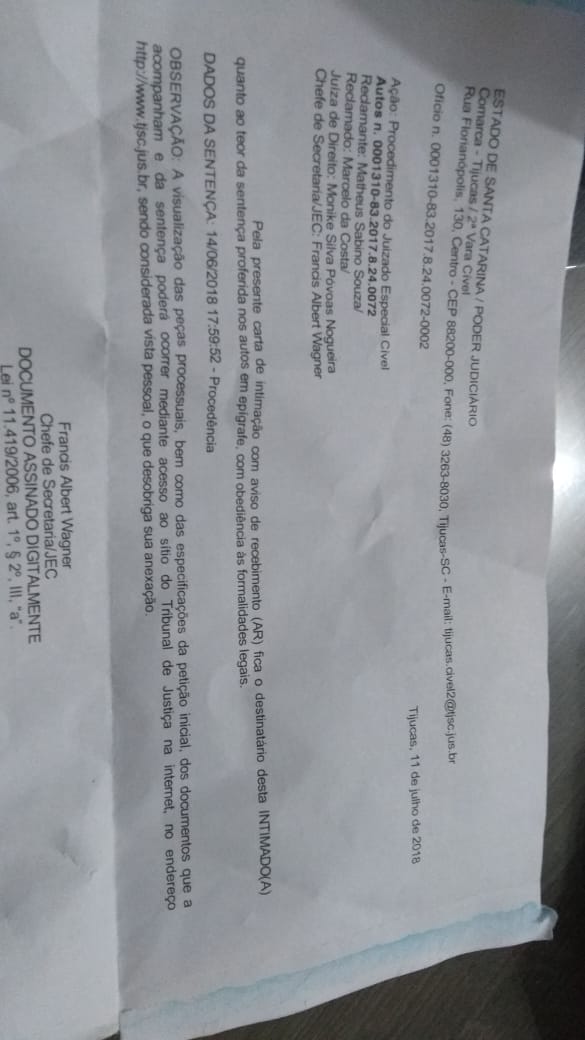 ESTADO DE SANTA CATARINA / PODER JUDICIÁRIO
Comarca - Tijucas / 2ª Vara Cível
Rua Florianópolis, 130, Centro - CEP 88200-000, Fone: (48) 3263-8030, Tijucas-SC - E-mail: tijucas.civel2@tjsc.jus.br
Ofício n. 0001310-83.2017.8.24.0072-0002
Tijucas, 11 de julho de 2018
Ação: Procedimento do Juizado Especial Cível
Autos n. 0001310-83.2017.8.24.0072
Reclamante: Matheus Sabino Souza/
Reclamado: Marcelo da Costa/
Juíza de Direito: Monike Silva Póvoas Nogueira
Chefe de Secretaria/JEC: Francis Albert Wagner
Pela presente carta de intimação com aviso de recebimento (AR) fica o destinatário desta INTIMADO(A)
quanto ao teor da sentença proferida nos autos em epígrafe, com obediência às formalidades legais.
DADOS DA SENTENÇA: 14/06/2018 17:59:52 - Procedência
OBSERVAÇÃO: A visualização das peças processuais, bem como das especificações da petição inicial, dos documentos que a
acompanham e da sentença poderá ocorrer mediante acesso ao sítio do Tribunal de Justiça na internet, no endereço
http://www.tjsc.jus.br, sendo considerada vista pessoal, o que desobriga sua anexação.
Francis Albert Wagner
Chefe de Secretaria/JEC
DOCUMENTO ASSINADO DIGITALMENTE
Lei nº 11.419/2006, art. 1º, § 2º, III, "a".